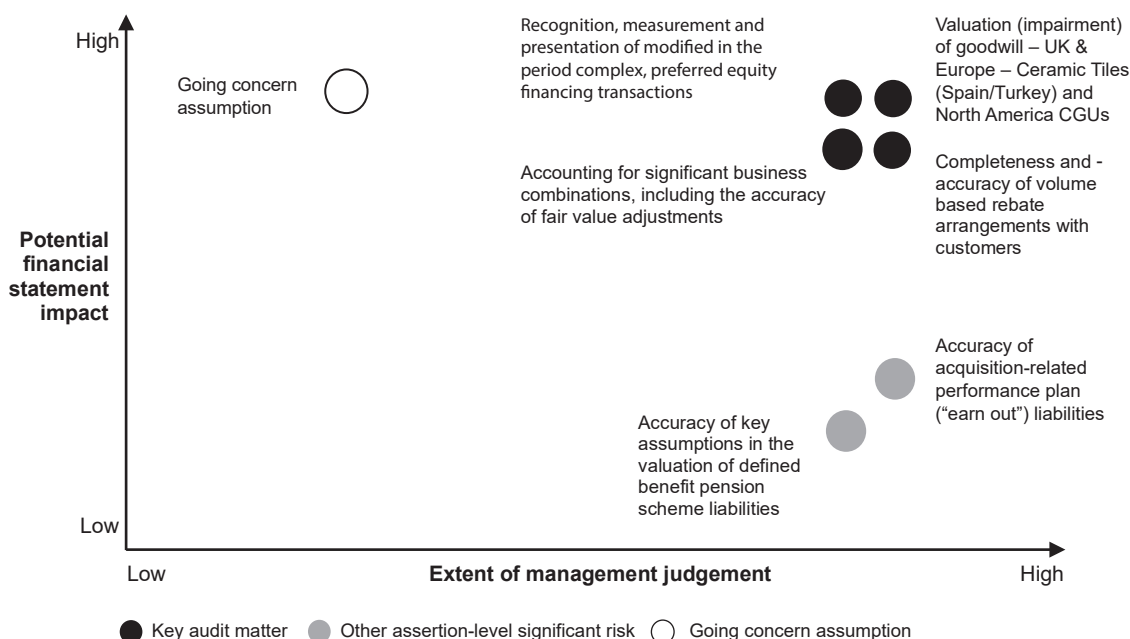 High
Going concern
assumption
Recognition, measurement and
presentation of modified in the
period complex, preferred equity
financing transactions
Valuation (impairment)
of goodwill – UK &
Europe – Ceramic Tiles
(Spain/Turkey) and
North America CGUs
Accounting for significant business
combinations, including the accuracy
of fair value adjustments
Completeness and -
accuracy of volume
based rebate
arrangements with
customers
Potential
financial
statement
impact
Accuracy of
acquisition-related
performance plan
(“earn out”) liabilities
Accuracy of key
assumptions in the
valuation of defined
benefit pension
scheme liabilities
Low
Low
Extent of management judgement
High
Key audit matter
Other assertion-level significant risk
Going concern assumption